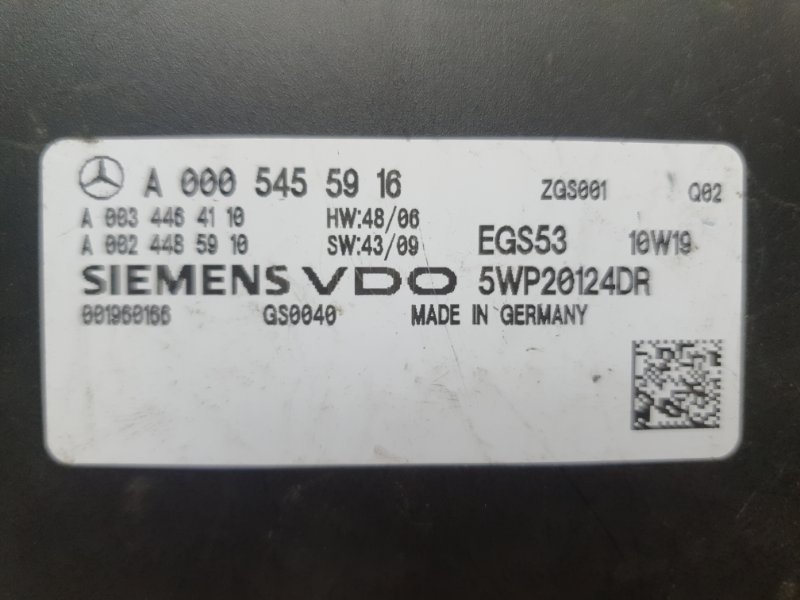 A 000 545 59 16 ZGS001 Q02
A 003 446 41 10 HW:48/06
A 002 448 59 10 SW:43/09 EGS53 10W19
SIEMENS VDO 5WP20124DR
001960166 GS0040 MADE IN GERMANY